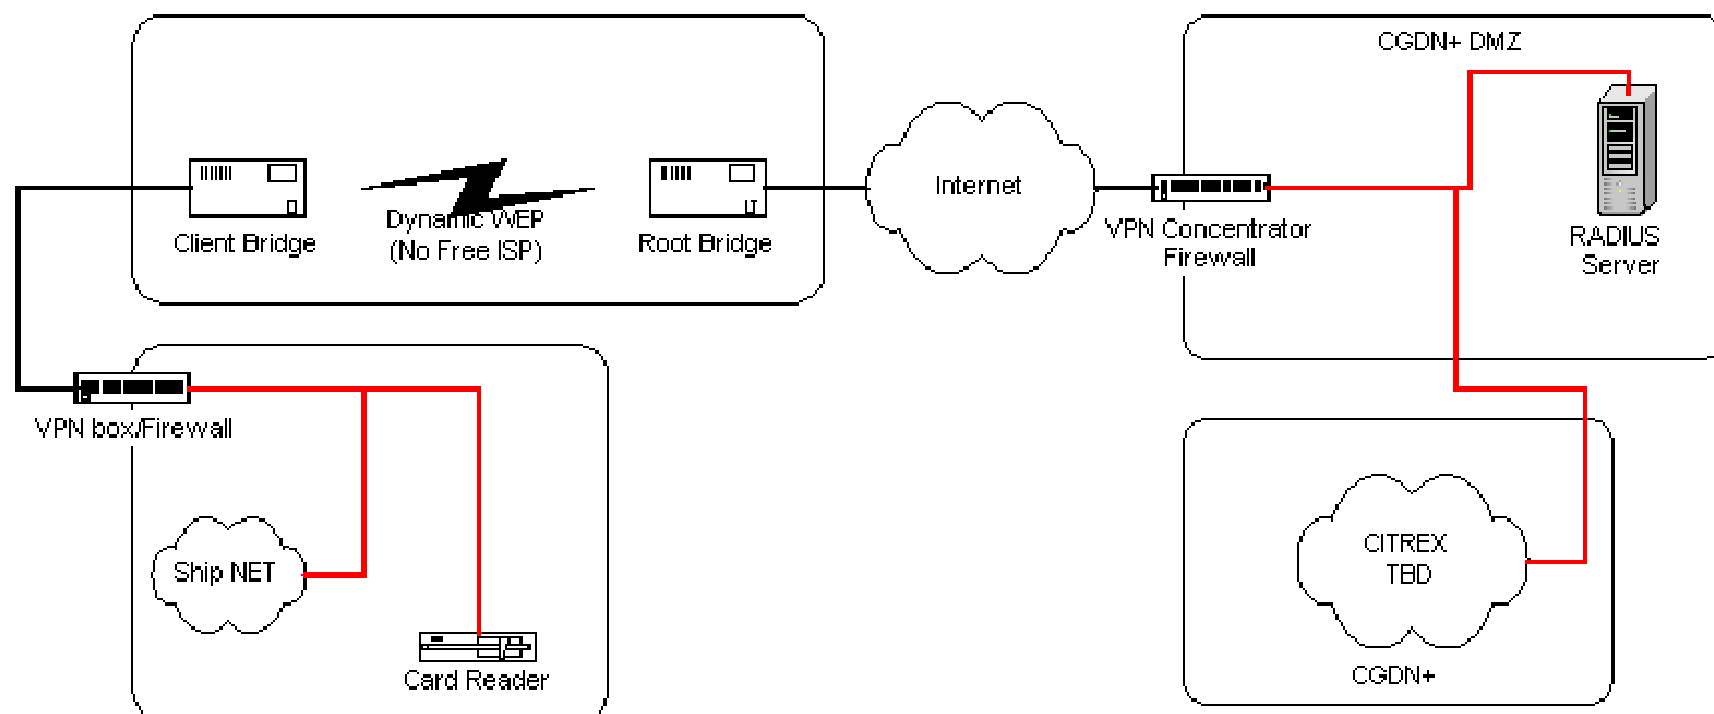 CGDN+ DMZ
Internet
Dynamic WEP
(No Free ISP)
Client Bridge
Root Bridge
VPN Concentrator
Firewall
RADIUS
Server
VPN box/Firewall
Ship NET
CITREX
TBD
Card Reader
CGDN+